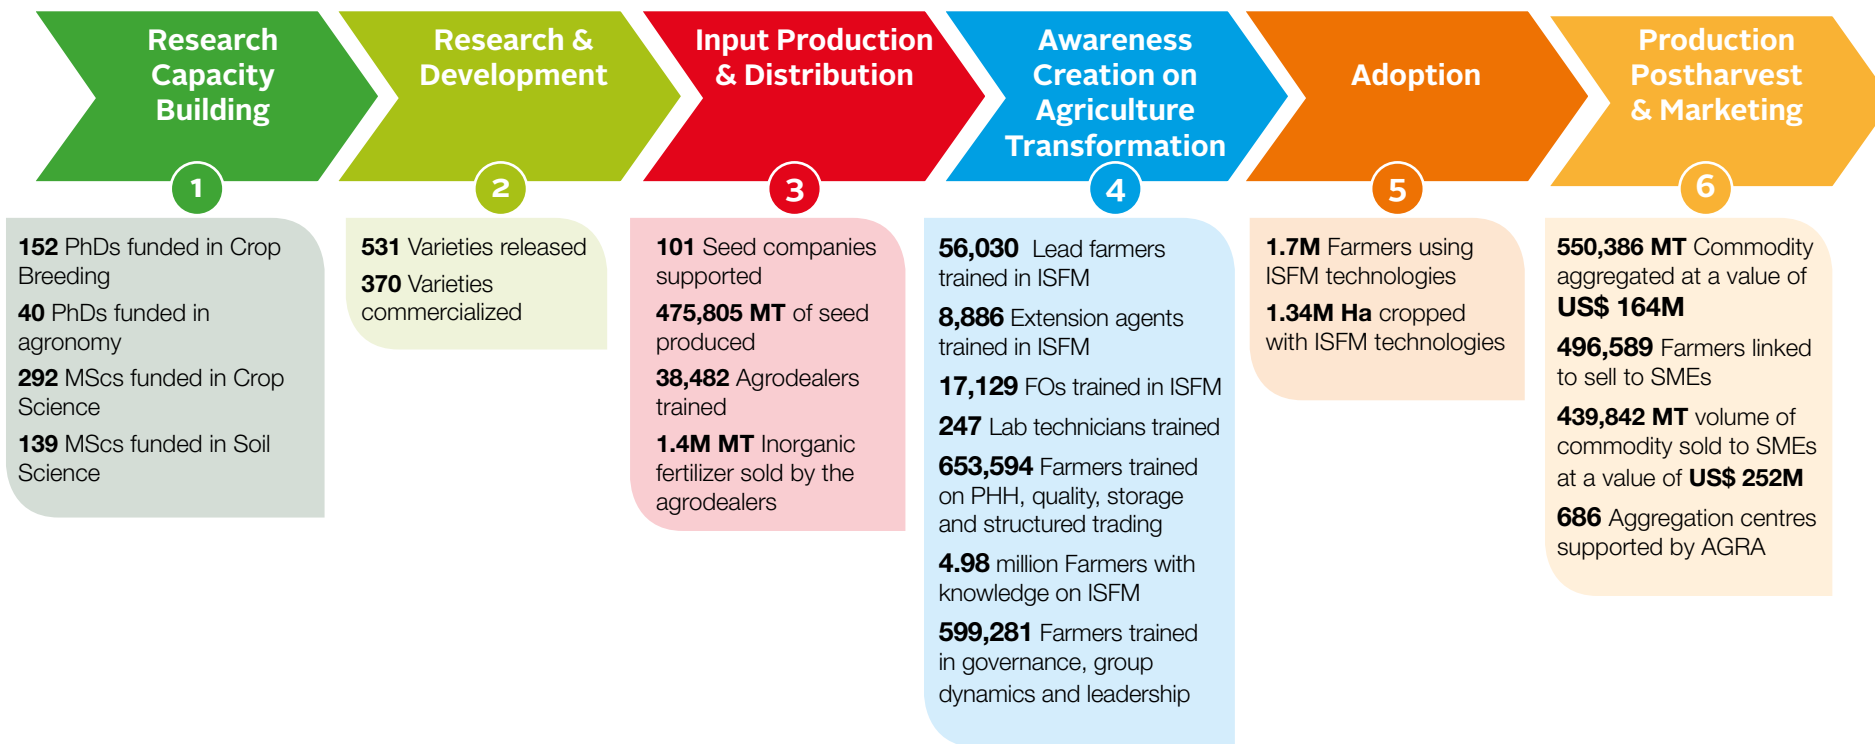 Research
Capacity
Building
1
152 PhDs funded in Crop
Breeding
40 PhDs funded in
agronomy
292 MScs funded in Crop
Science
139 MScs funded in Soil
Science
Research &
Development
2
531 Varieties released
370 Varieties
commercialized
Input Production
& Distribution
3
101 Seed companies
supported
475,805 MT of seed
produced
38,482 Agrodealers
trained
1.4M MT Inorganic
fertilizer sold by the
agrodealers
Awareness
Creation on
Agriculture
Transformation
4
56,030 Lead farmers
trained in ISFM
8,886 Extension agents
trained in ISFM
17,129 FOs trained in ISFM
247 Lab technicians trained
653,594 Farmers trained
on PHH, quality, storage
and structured trading
4.98 million Farmers with
knowledge on ISFM
599,281 Farmers trained
in governance, group
dynamics and leadership
Adoption
5
1.7M Farmers using
ISFM technologies
1.34M Ha cropped
with ISFM technologies
Production
Postharvest
& Marketing
6
550,386 MT Commodity
aggregated at a value of
US$ 164M
496,589 Farmers linked
to sell to SMEs
439,842 MT volume of
commodity sold to SMEs
at a value of US$ 252M
686 Aggregation centres
supported by AGRA